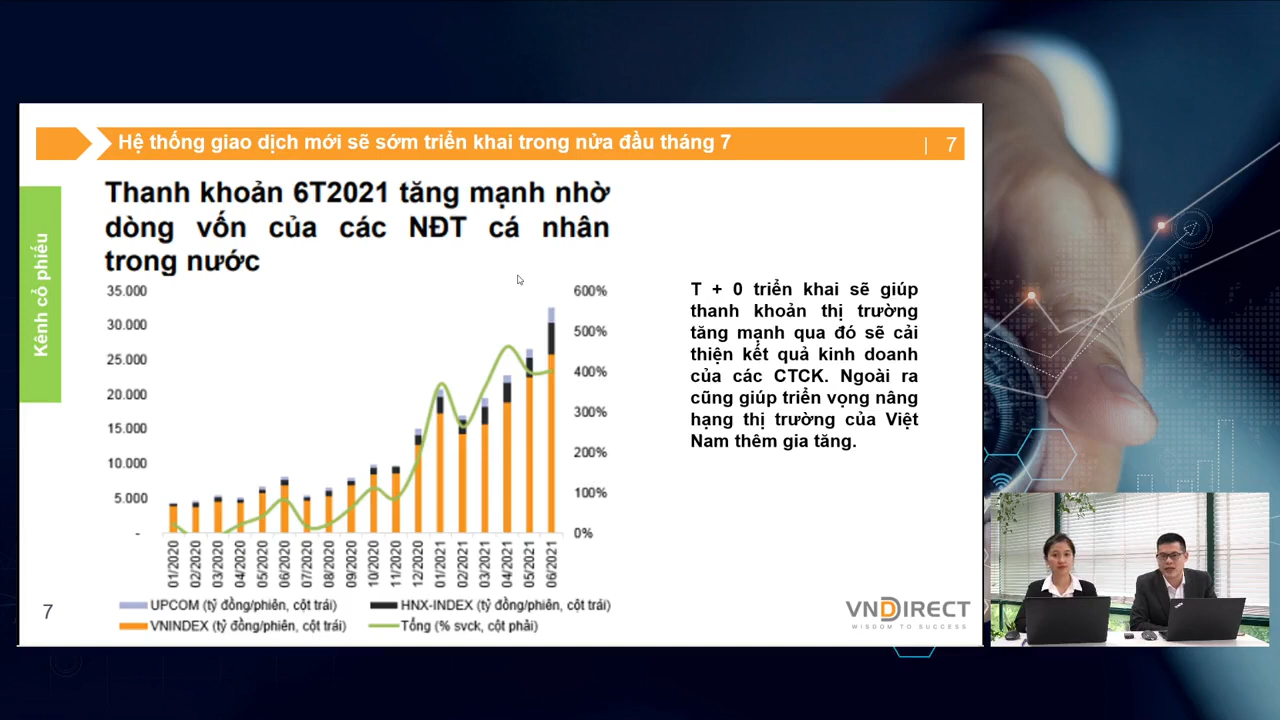 Hệ thống giao dịch mới sẽ sớm triển khai trong nửa đầu tháng 7
| 7
Kênh cổ phiếu
Thanh khoản 6T2021 tăng mạnh nhờ
dòng vốn của các NĐT cá nhân
trong nước
35.000
30.000
25.000
20.000
15.000
10.000
5.000
-
600%
500%
400%
300%
200%
100%
0%
01/2020
02/2020
03/2020
04/2020
05/2020
06/2020
07/2020
08/2020
09/2020
10/2020
11/2020
12/2020
01/2021
02/2021
03/2021
04/2021
05/2021
06/2021
UPCOM (tỷ đồng/phiên, cột trái)
HNX-INDEX (tỷ đồng/phiên, cột trái)
VNINDEX (tỷ đồng/phiên, cột trái)
Tổng (% svck, cột phải)
T + 0 triển khai sẽ giúp
thanh khoản thị trường
tăng mạnh qua đó sẽ cải
thiện kết quả kinh doanh
của các CTCK. Ngoài ra
cũng giúp triển vọng nâng
hạng thị trường của Việt
Nam thêm gia tăng.
7
VNDIRECT
WISDOM TO SUCCESS